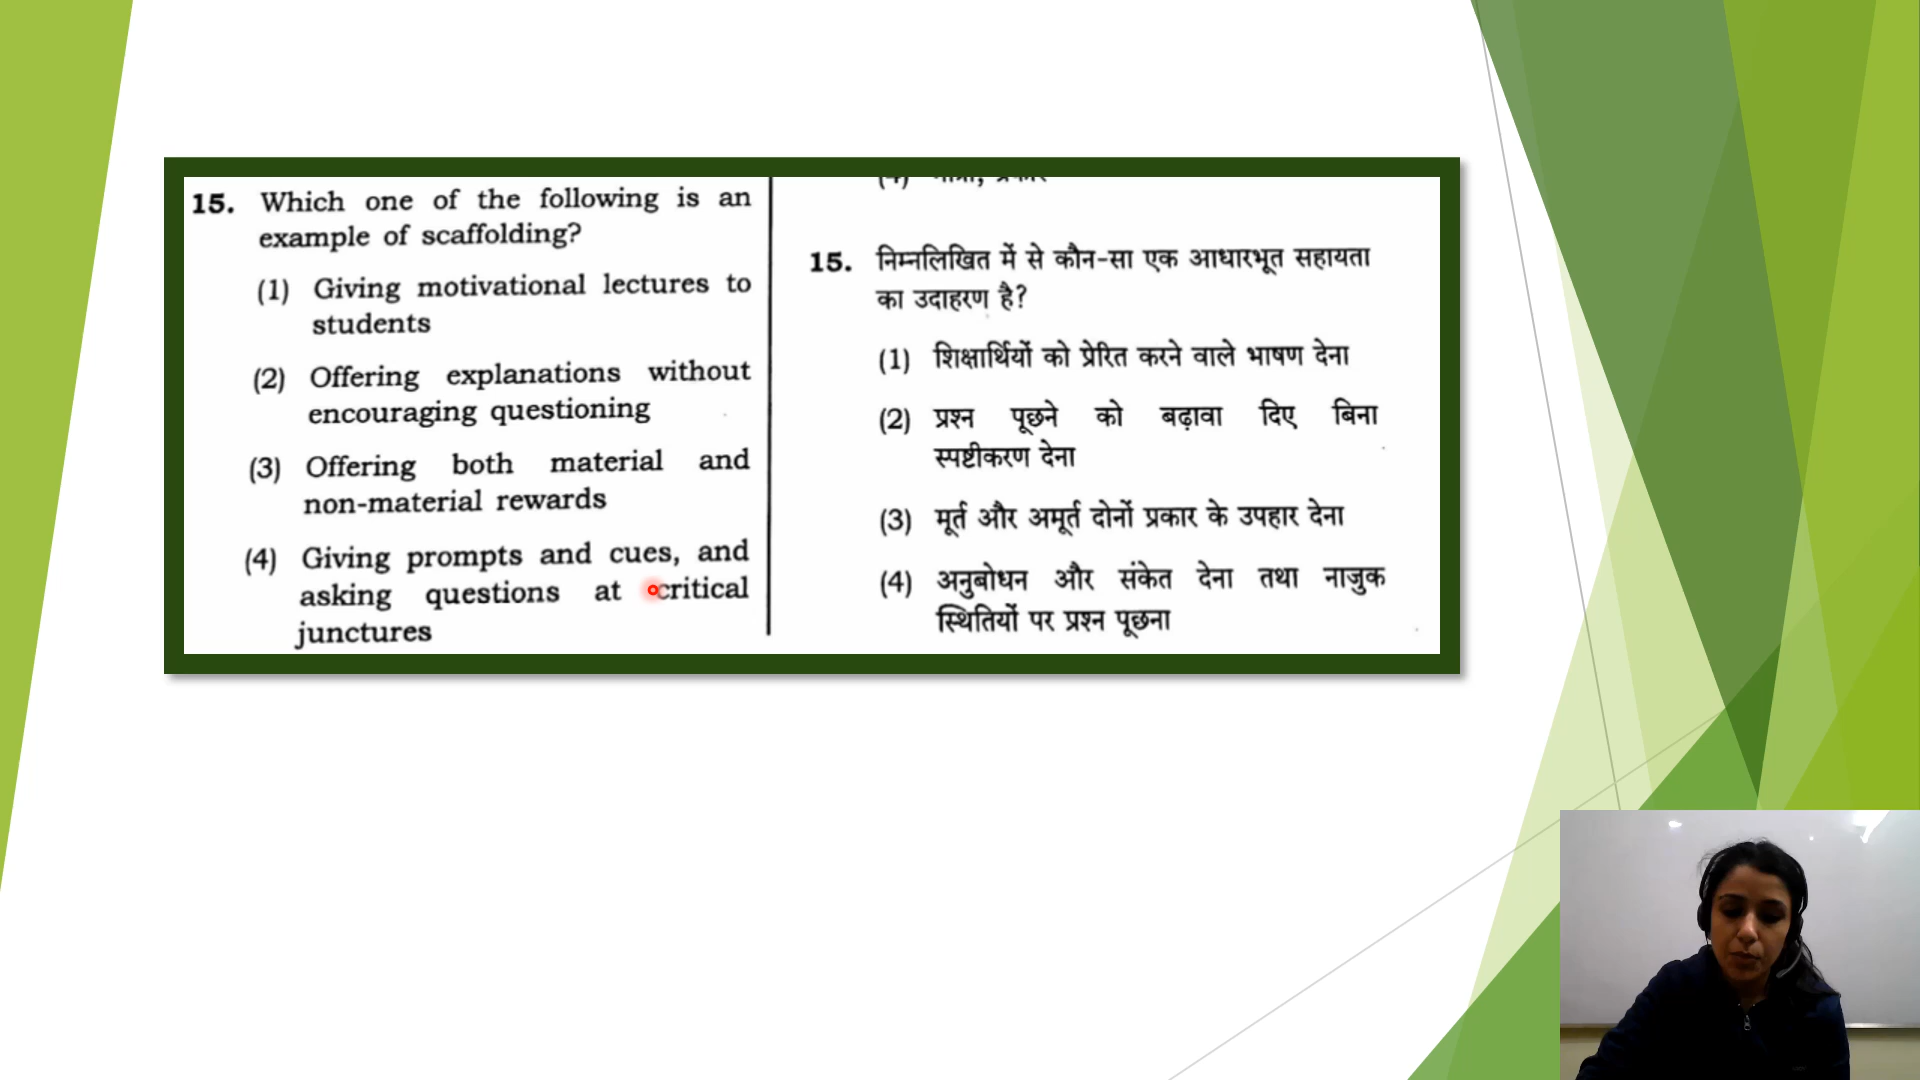 15. Which one of the following is an
example of scaffolding?
(1) Giving motivational lectures to
students
(2) Offering explanations without
encouraging questioning
(3) Offering both material and
non-material rewards
(4) Giving prompts and cues, and
asking questions at critical
junctures
15. निम्नलिखित में से कौन-सा एक आधारभूत सहायता
का उदाहरण है?
(1) शिक्षार्थियों को प्रेरित करने वाले भाषण देना
(2) प्रश्न पूछने को बढ़ावा दिए बिना
स्पष्टीकरण देना
(3) मूर्त और अमूर्त दोनों प्रकार के उपहार देना
(4) अनुबोधन और संकेत देना तथा नाजुक
स्थितियों पर प्रश्न पूछना